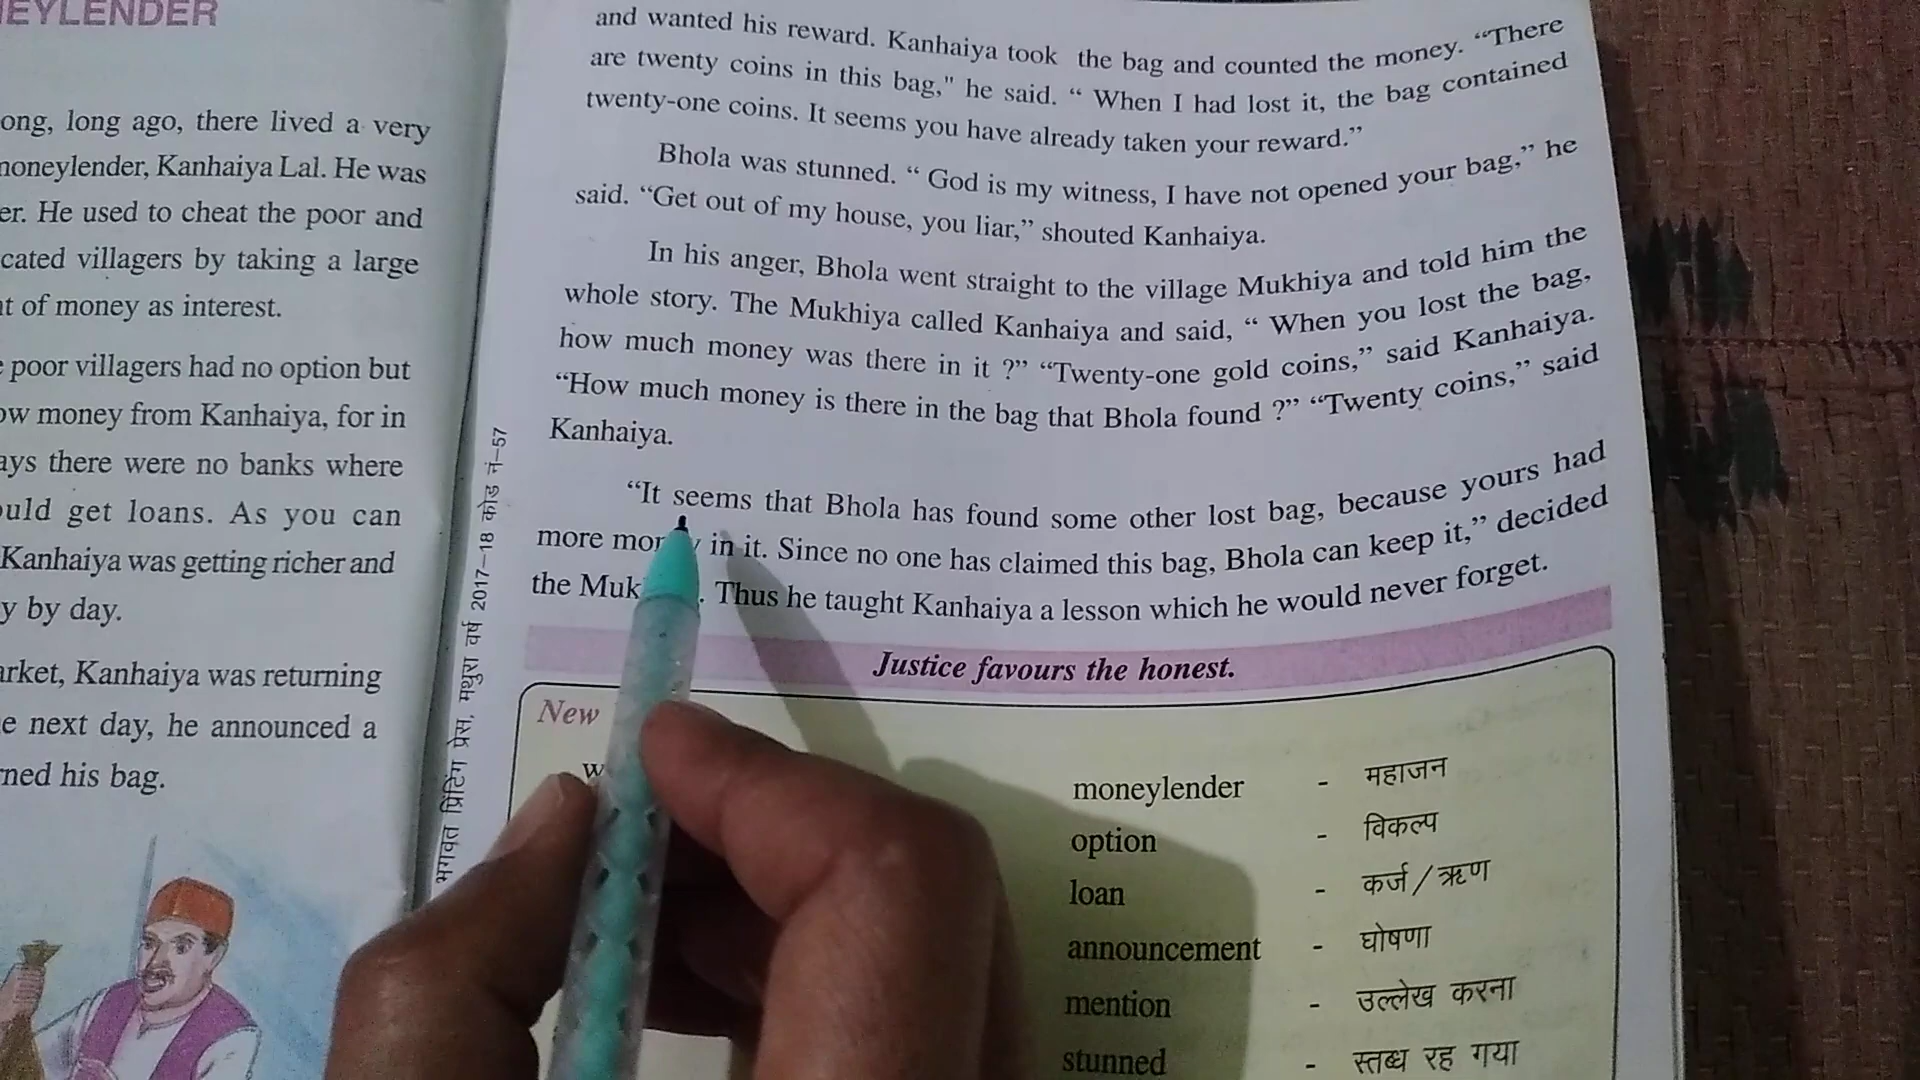 EYLENDER
ong, long ago, there lived a very
noneylender, Kanhaiya Lal. He was
er. He used to cheat the poor and
cated villagers by taking a large
nt of money as interest.
poor villagers had no option but
ow money from Kanhaiya, for in
ays there were no banks where
ould get loans. As you can
Kanhaiya was getting richer and
y by day.
arket, Kanhaiya was returning
e next day, he announced a
rned his bag.
भगवत प्रिंटिंग प्रेस, मथुरा वर्ष 2017–18 कोड नं–57
and wanted his reward. Kanhaiya took the bag and counted the money. “There
are twenty coins in this bag," he said. “ When I had lost it, the bag contained
twenty-one coins. It seems you have already taken your reward.”
Bhola was stunned. “ God is my witness, I have not opened your bag,” he
said. “Get out of my house, you liar,” shouted Kanhaiya.
In his anger, Bhola went straight to the village Mukhiya and told him the
whole story. The Mukhiya called Kanhaiya and said, “ When you lost the bag,
how much money was there in it ?” “Twenty-one gold coins,” said Kanhaiya.
“How much money is there in the bag that Bhola found ?” “Twenty coins,” said
Kanhaiya.
“It seems that Bhola has found some other lost bag, because yours had
more in it. Since no one has claimed this bag, Bhola can keep it,” decided
the Muk . Thus he taught Kanhaiya a lesson which he would never forget.
Justice favours the honest.
New
moneylender - महाजन
option - विकल्प
loan - कर्ज / ऋण
announcement - घोषणा
mention - उल्लेख करना
stunned - स्तब्ध रह गया